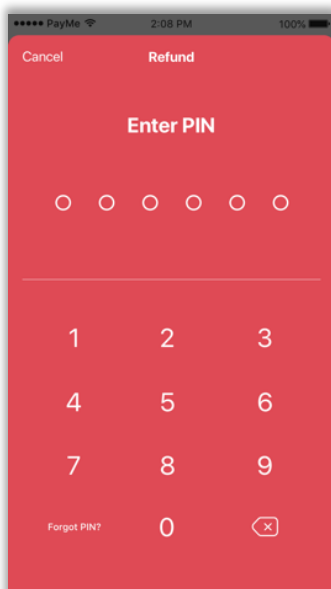 PayMe 2:08 PM 100%
Cancel Refund
Enter PIN
1 2 3
4 5 6
7 8 9
Forgot PIN? 0